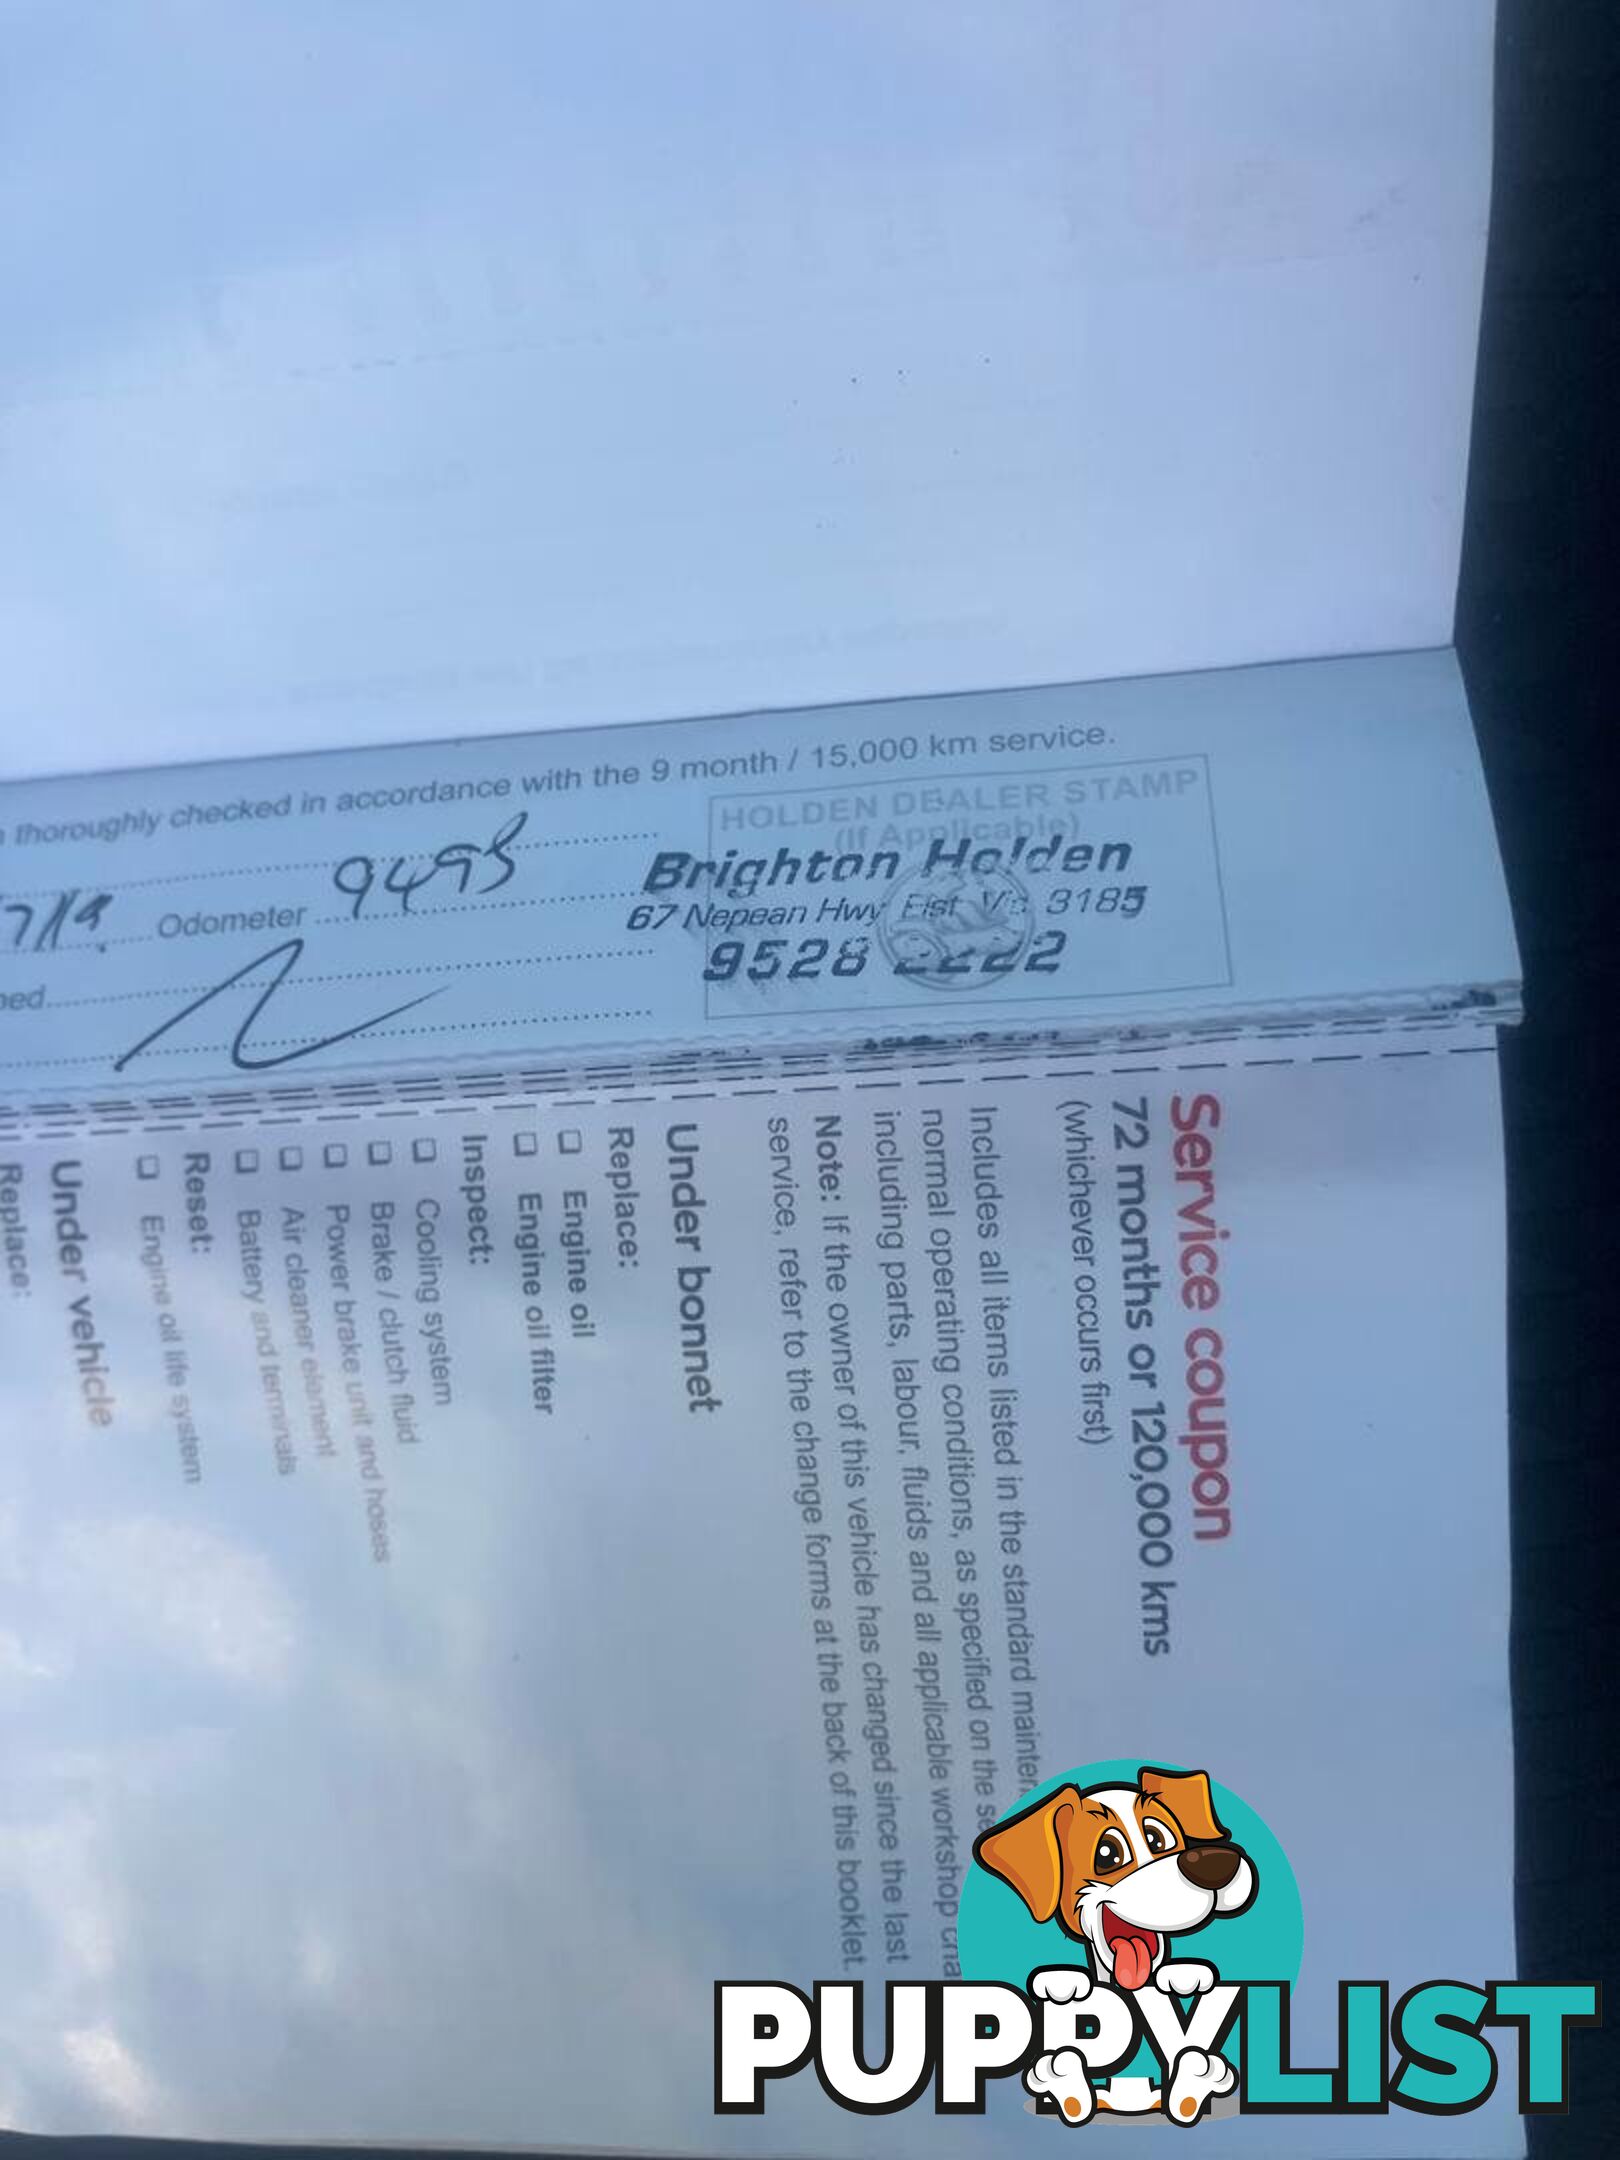 thoroughly checked in accordance with the 9 month / 15,000 km service.
HOLDEN DEALER STAMP
(If Applicable)
Brighton Holden
67 Nepean Hwy Elst Vic 3185
9528 2222
Odometer
Service coupon
72 months or 120,000 kms
(whichever occurs first)
Includes all items listed in the standard
normal operating conditions, as specified on the
including parts, labour, fluids and all applicable workshop
Note: If the owner of this vehicle has changed since the last
service, refer to the change forms at the back of this booklet.
Under bonnet
Replace:
Engine oil
Engine oil filter
Inspect:
Cooling system
Brake / clutch fluid
Power brake unit and hoses
Air cleaner element
Battery and terminals
Reset:
Engine oil life system
Under vehicle
Replace:
PUPPYLIST